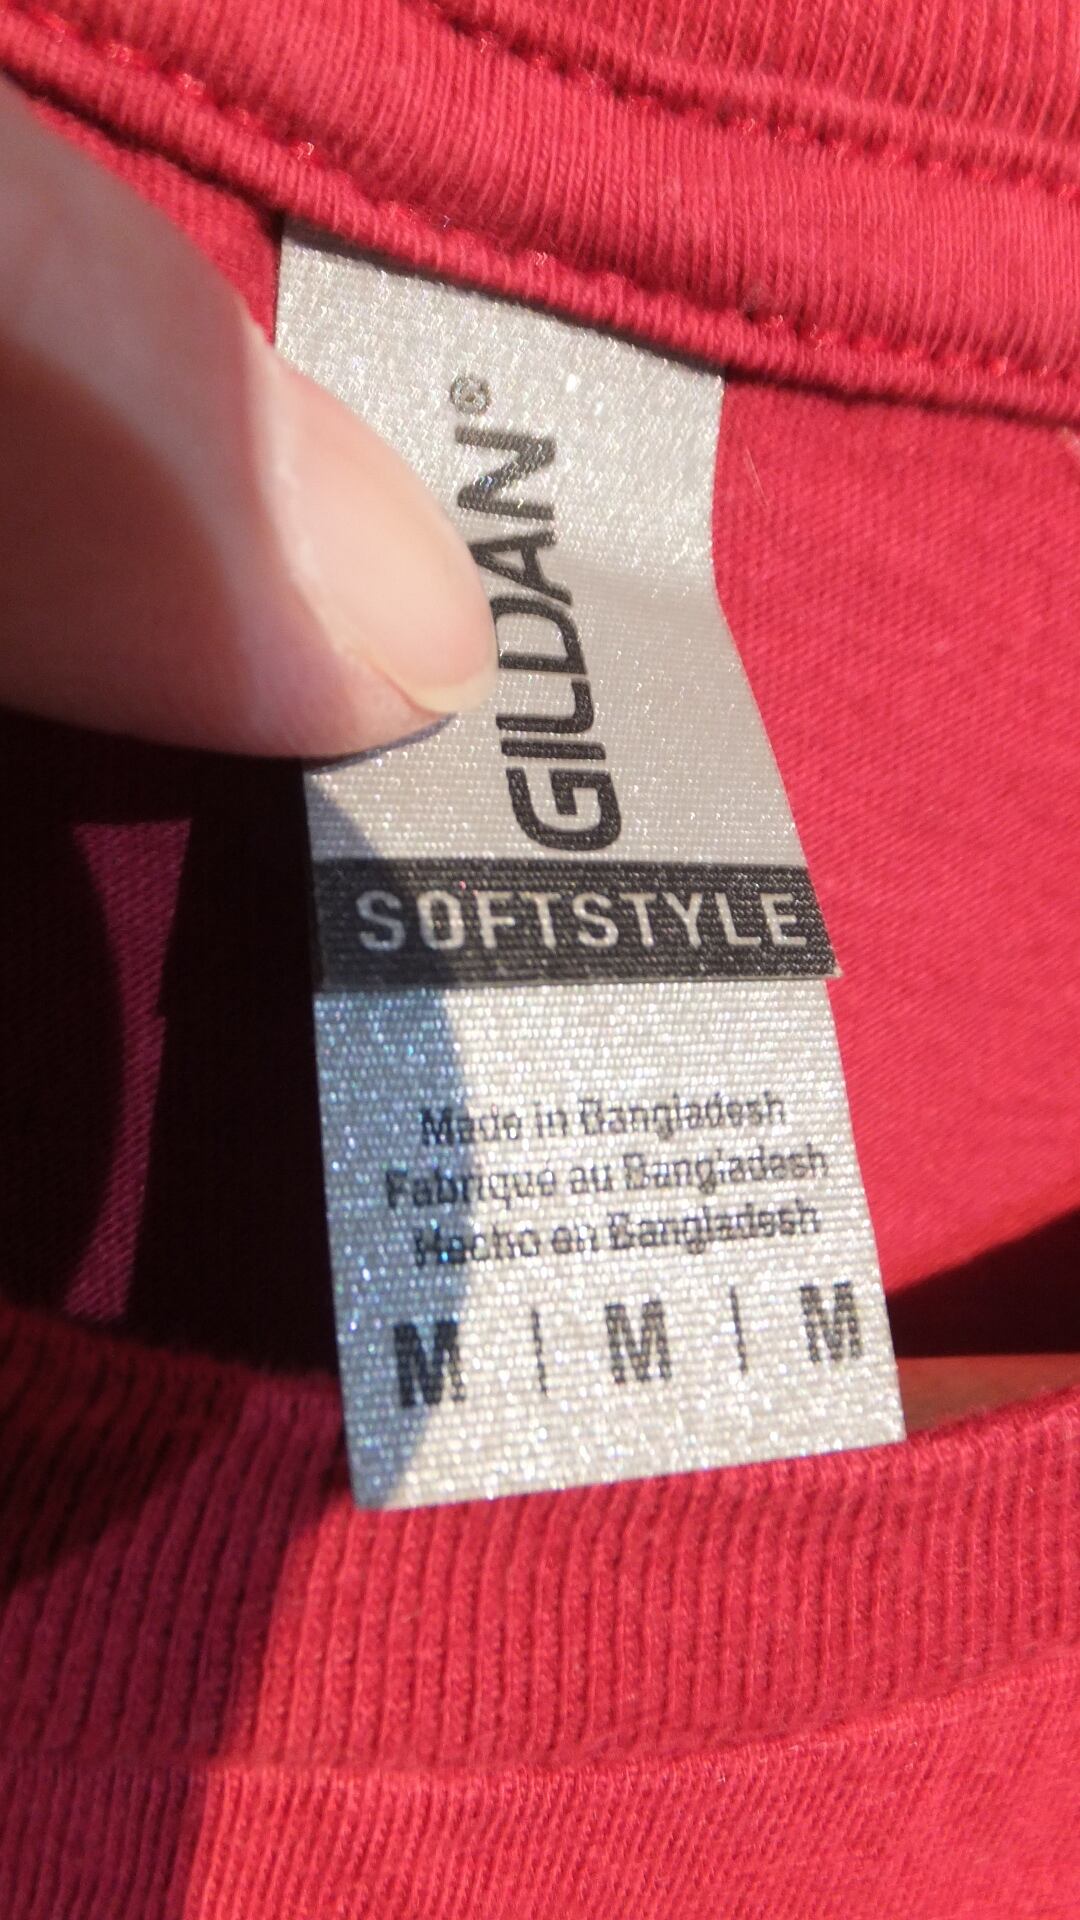 GILDAN®
SOFTSTYLE
Made in Bangladesh
Fabriqué au Bangladesh
Hecho en Bangladesh
M | M | M